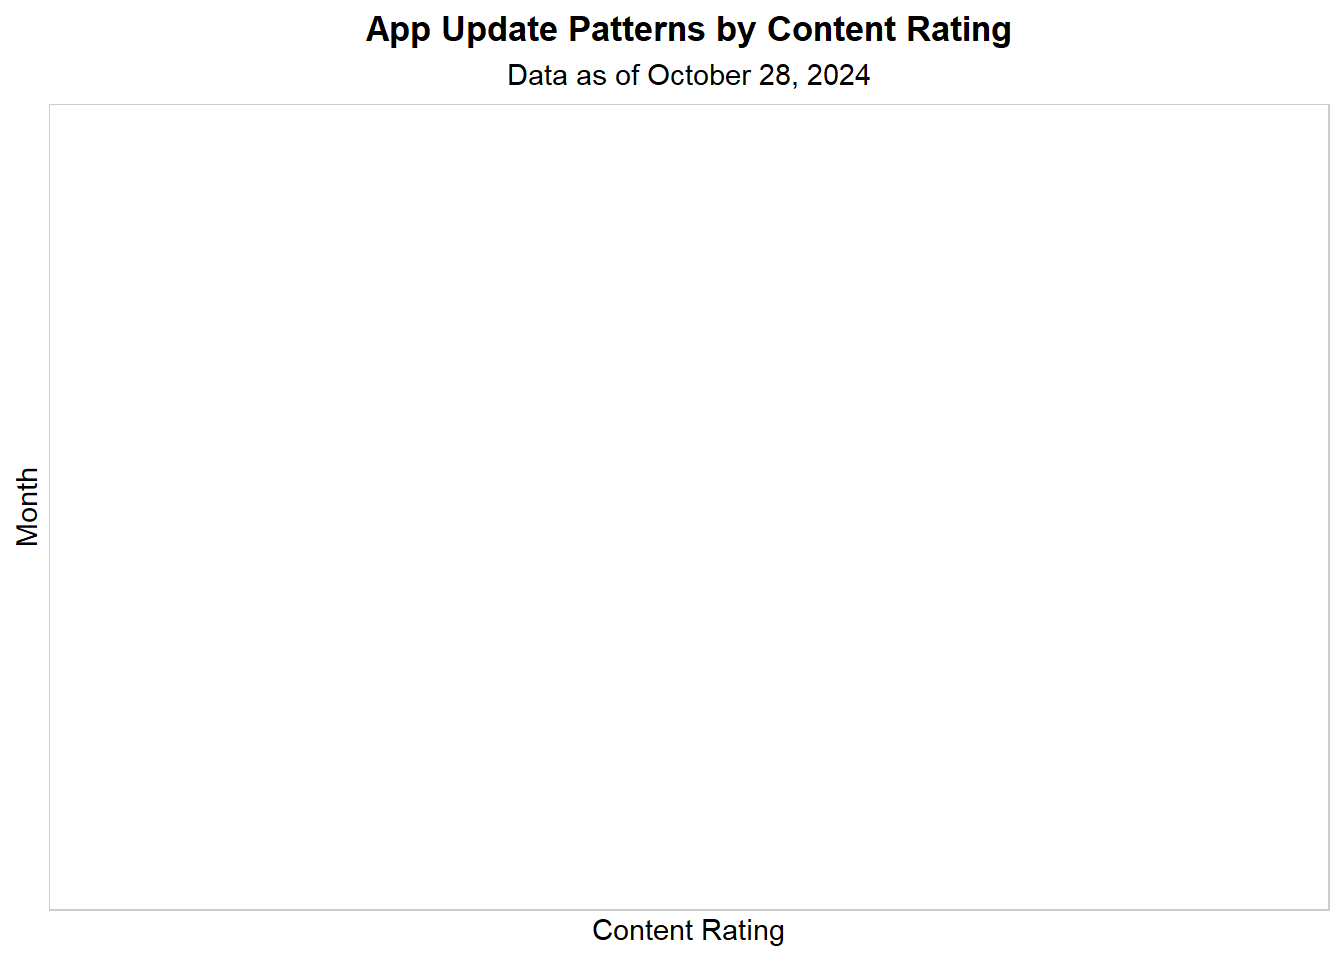 App Update Patterns by Content Rating
Data as of October 28, 2024
Month
Content Rating